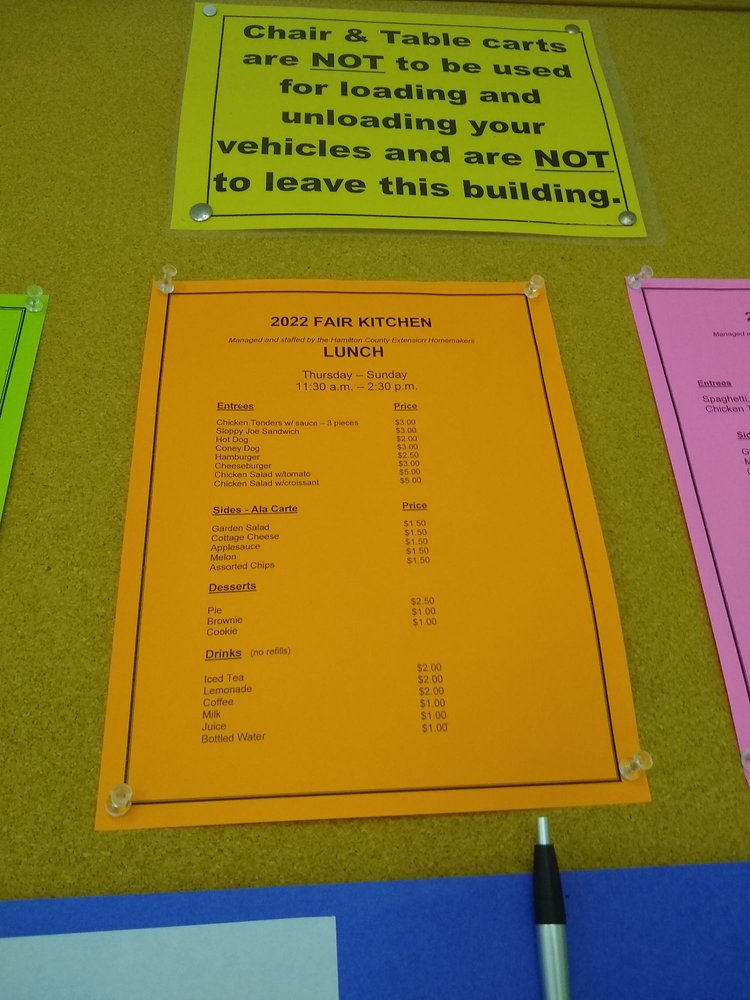 Chair & Table carts
are NOT to be used
for loading and
unloading your
vehicles and are NOT
to leave this building.
2022 FAIR KITCHEN
Managed and staffed by the Hamilton County Extension Homemakers
LUNCH
Thursday – Sunday
11:30 a.m. – 2:30 p.m.
Entrees Price
Chicken Tenders w/ sauce – 3 pieces $3.00
Sloppy Joe Sandwich $3.00
Hot Dog $2.00
Coney Dog $3.00
Hamburger $2.50
Cheeseburger $3.00
Chicken Salad w/tomato $5.00
Chicken Salad w/croissant $5.00
Sides - Ala Carte Price
Garden Salad $1.50
Cottage Cheese $1.50
Applesauce $1.50
Melon $1.50
Assorted Chips $1.50
Desserts
Pie $2.50
Brownie $1.00
Cookie $1.00
Drinks (no refills)
Iced Tea $2.00
Lemonade $2.00
Coffee $2.00
Milk $1.00
Juice $1.00
Bottled Water $1.00
Managed
Entrees
Spaghetti,
Chicken